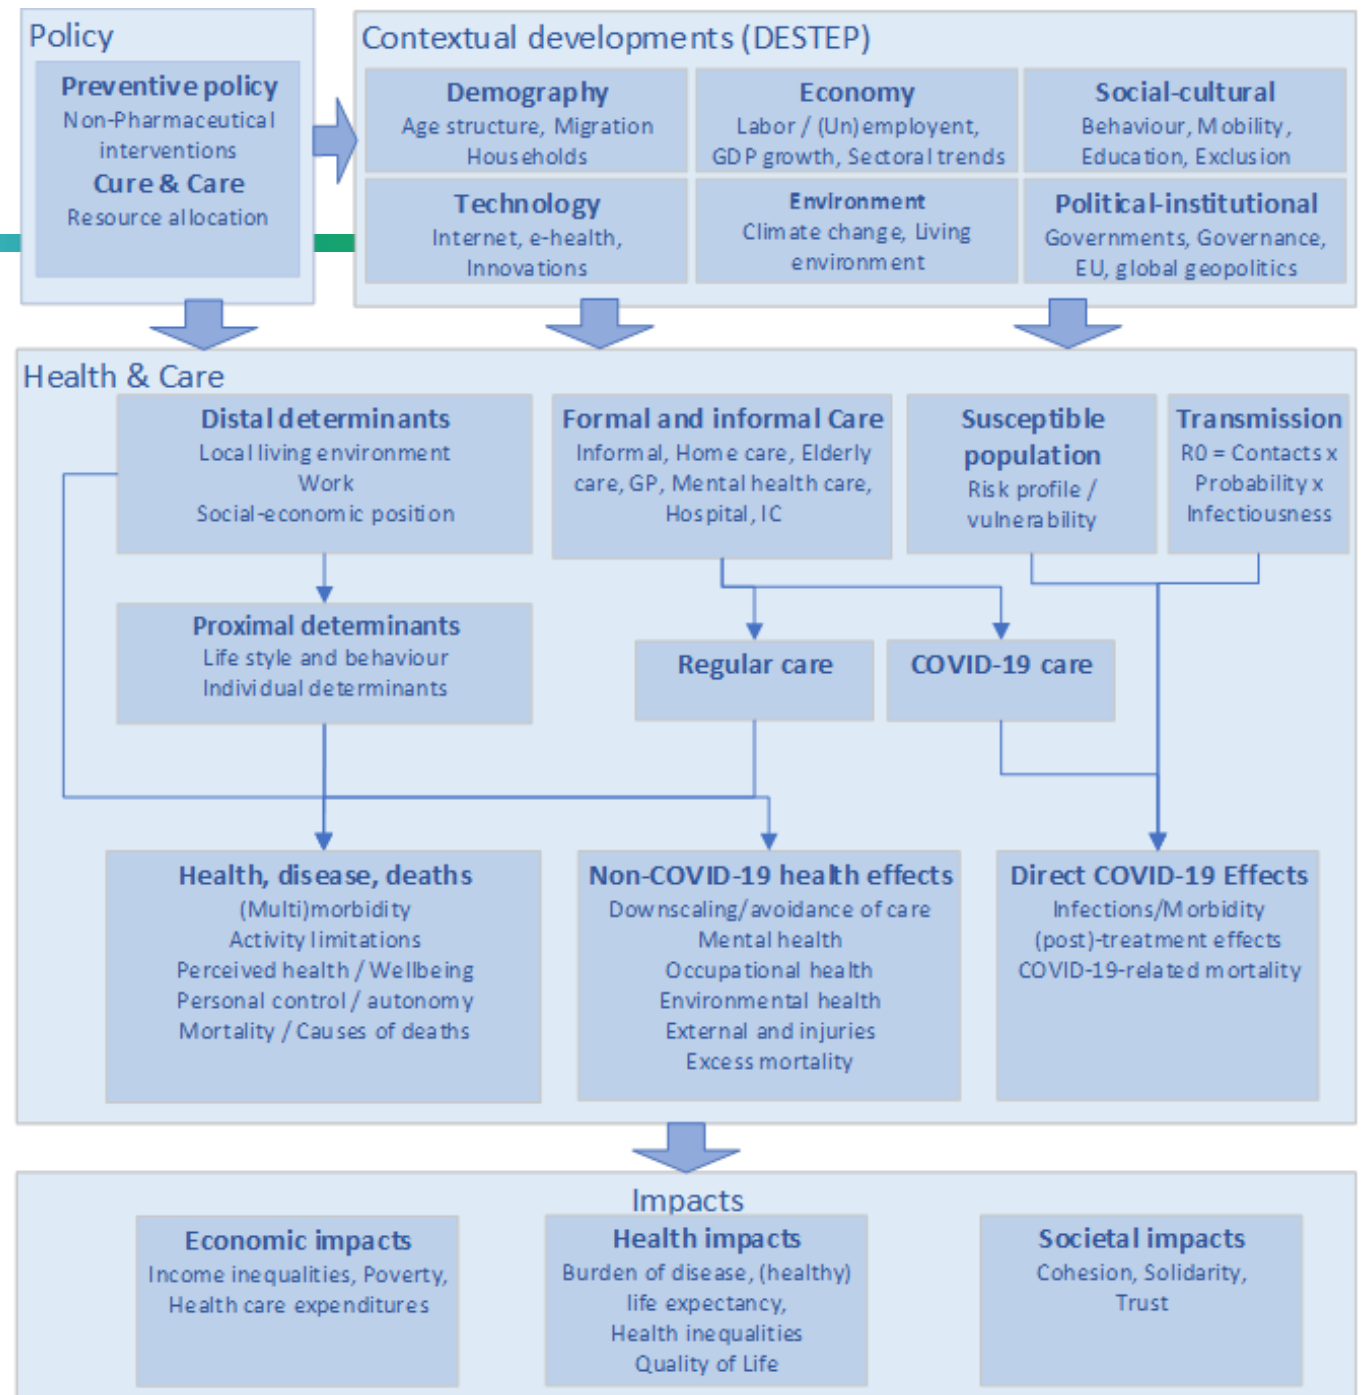 Policy
Preventive policy
Non-Pharmaceutical
interventions
Cure & Care
Resource allocation
Contextual developments (DESTEP)
Demography
Age structure, Migration
Households
Economy
Labor / (Un)employent,
GDP growth, Sectoral trends
Social-cultural
Behaviour, Mobility,
Education, Exclusion
Technology
Internet, e-health,
Innovations
Environment
Climate change, Living
environment
Political-institutional
Governments, Governance,
EU, global geopolitics
Health & Care
Distal determinants
Local living environment
Work
Social-economic position
Formal and informal Care
Informal, Home care, Elderly
care, GP, Mental health care,
Hospital, IC
Susceptible
population
Risk profile /
vulnerability
Transmission
R0 = Contacts x
Probability x
Infectiousness
Proximal determinants
Life style and behaviour
Individual determinants
Regular care
COVID-19 care
Health, disease, deaths
(Multi)morbidity
Activity limitations
Perceived health / Wellbeing
Personal control / autonomy
Mortality / Causes of deaths
Non-COVID-19 health effects
Downscaling/avoidance of care
Mental health
Occupational health
Environmental health
External and injuries
Excess mortality
Direct COVID-19 Effects
Infections/Morbidity
(post)-treatment effects
COVID-19-related mortality
Impacts
Economic impacts
Income inequalities, Poverty,
Health care expenditures
Health impacts
Burden of disease, (healthy)
life expectancy,
Health inequalities
Quality of Life
Societal impacts
Cohesion, Solidarity,
Trust